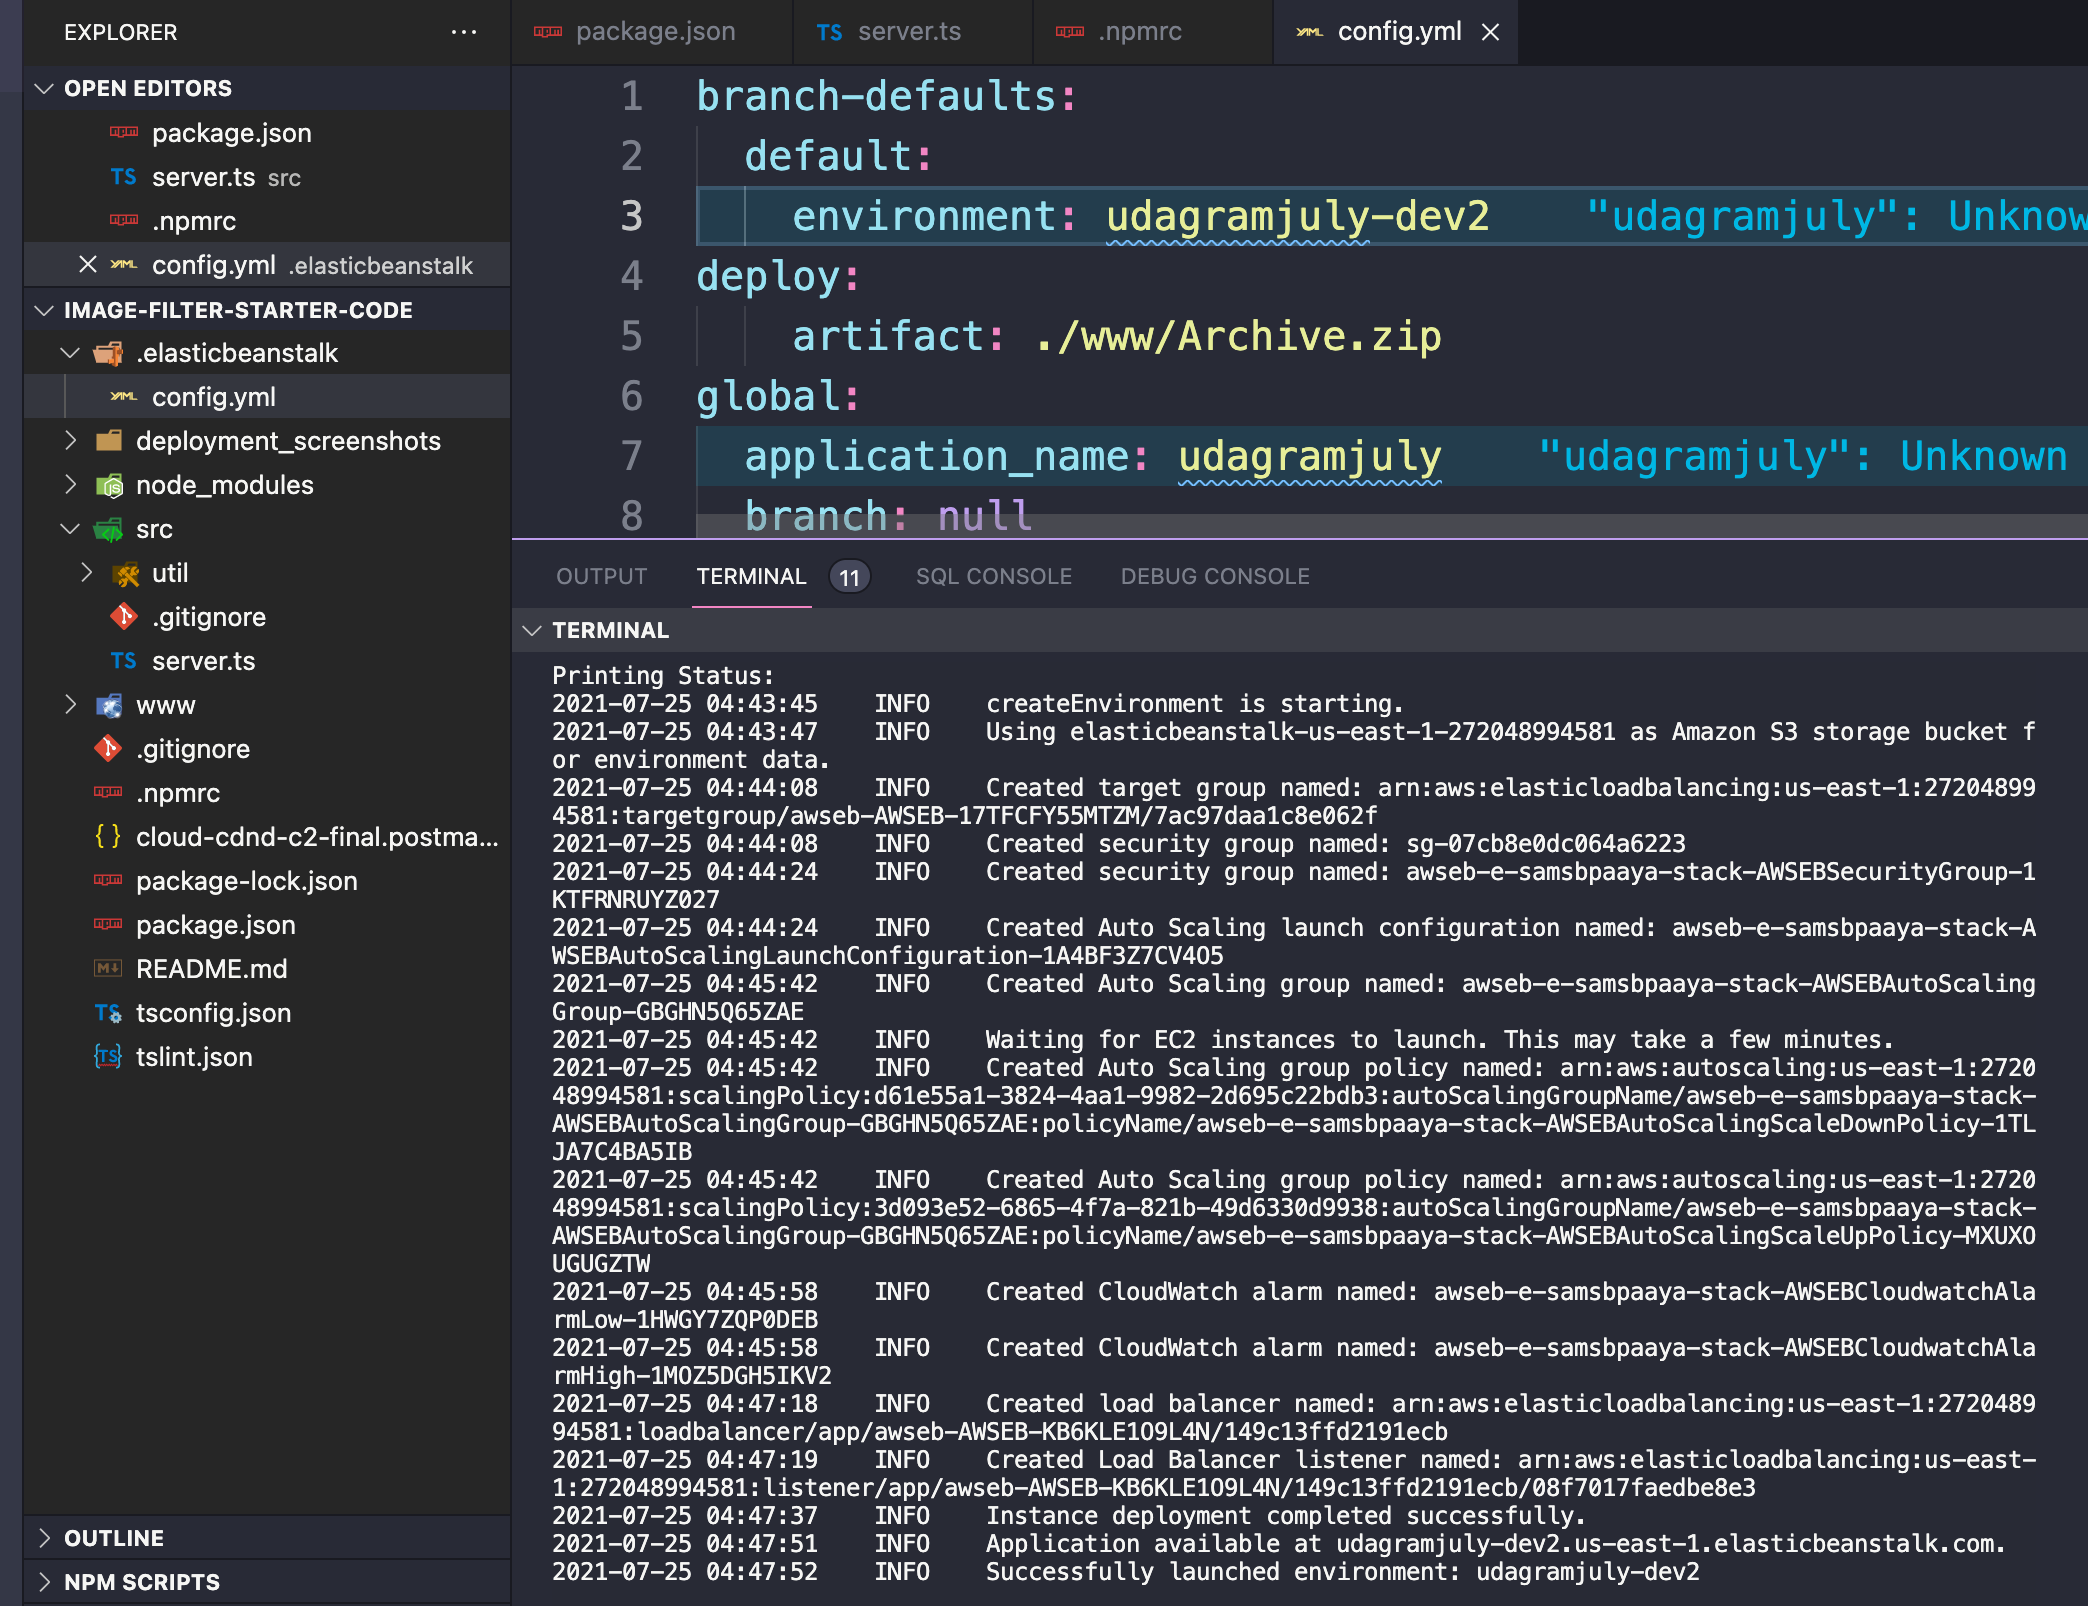 EXPLORER
OPEN EDITORS
package.json
TS server.ts src
.npmrc
config.yml .elasticbeanstalk
IMAGE-FILTER-STARTER-CODE
.elasticbeanstalk
config.yml
deployment_screenshots
node_modules
src
util
.gitignore
TS server.ts
www
.gitignore
.npmrc
{ } cloud-cdnd-c2-final.postma...
package-lock.json
package.json
README.md
TS tsconfig.json
TS tslint.json
OUTLINE
NPM SCRIPTS
package.json
TS server.ts
.npmrc
config.yml
1 branch-defaults:
2 default:
3 environment: udagramjuly-dev2 "udagramjuly": Unknow
4 deploy:
5 artifact: ./www/Archive.zip
6 global:
7 application_name: udagramjuly "udagramjuly": Unknown
8 branch: null
OUTPUT TERMINAL 11 SQL CONSOLE DEBUG CONSOLE
TERMINAL
Printing Status:
2021-07-25 04:43:45 INFO createEnvironment is starting.
2021-07-25 04:43:47 INFO Using elasticbeanstalk-us-east-1-272048994581 as Amazon S3 storage bucket f
or environment data.
2021-07-25 04:44:08 INFO Created target group named: arn:aws:elasticloadbalancing:us-east-1:27204899
4581:targetgroup/awseb-AWSEB-17TFCFY55MTZM/7ac97daa1c8e062f
2021-07-25 04:44:08 INFO Created security group named: sg-07cb8e0dc064a6223
2021-07-25 04:44:24 INFO Created security group named: awseb-e-samsbpaaya-stack-AWSEBSecurityGroup-1
KTFRNRUYZ027
2021-07-25 04:44:24 INFO Created Auto Scaling launch configuration named: awseb-e-samsbpaaya-stack-A
WSEBAutoScalingLaunchConfiguration-1A4BF3Z7CV4O5
2021-07-25 04:45:42 INFO Created Auto Scaling group named: awseb-e-samsbpaaya-stack-AWSEBAutoScaling
Group-GBGHN5Q65ZAE
2021-07-25 04:45:42 INFO Waiting for EC2 instances to launch. This may take a few minutes.
2021-07-25 04:45:42 INFO Created Auto Scaling group policy named: arn:aws:autoscaling:us-east-1:2720
48994581:scalingPolicy:d61e55a1-3824-4aa1-9982-2d695c22bdb3:autoScalingGroupName/awseb-e-samsbpaaya-stack-
AWSEBAutoScalingGroup-GBGHN5Q65ZAE:policyName/awseb-e-samsbpaaya-stack-AWSEBAutoScalingScaleDownPolicy-1TL
JA7C4BA5IB
2021-07-25 04:45:42 INFO Created Auto Scaling group policy named: arn:aws:autoscaling:us-east-1:2720
48994581:scalingPolicy:3d093e52-6865-4f7a-821b-49d6330d9938:autoScalingGroupName/awseb-e-samsbpaaya-stack-
AWSEBAutoScalingGroup-GBGHN5Q65ZAE:policyName/awseb-e-samsbpaaya-stack-AWSEBAutoScalingScaleUpPolicy-MXUXO
UGUGZTW
2021-07-25 04:45:58 INFO Created CloudWatch alarm named: awseb-e-samsbpaaya-stack-AWSEBCloudwatchAla
rmLow-1HWGY7ZQP0DEB
2021-07-25 04:45:58 INFO Created CloudWatch alarm named: awseb-e-samsbpaaya-stack-AWSEBCloudwatchAla
rmHigh-1MOZ5DGH5IKV2
2021-07-25 04:47:18 INFO Created load balancer named: arn:aws:elasticloadbalancing:us-east-1:2720489
94581:loadbalancer/app/awseb-AWSEB-KB6KLE1O9L4N/149c13ffd2191ecb
2021-07-25 04:47:19 INFO Created Load Balancer listener named: arn:aws:elasticloadbalancing:us-east-
1:272048994581:listener/app/awseb-AWSEB-KB6KLE1O9L4N/149c13ffd2191ecb/08f7017faedbe8e3
2021-07-25 04:47:37 INFO Instance deployment completed successfully.
2021-07-25 04:47:51 INFO Application available at udagramjuly-dev2.us-east-1.elasticbeanstalk.com.
2021-07-25 04:47:52 INFO Successfully launched environment: udagramjuly-dev2